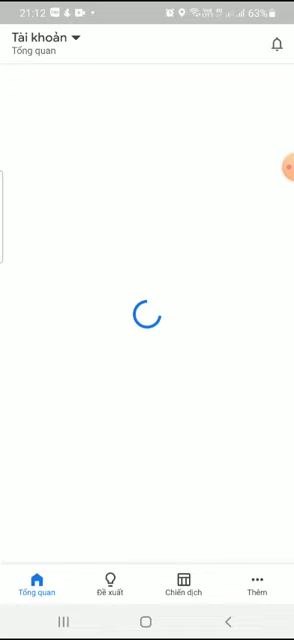 21:12 63%
Tài khoản
Tổng quan
Tổng quan Đề xuất Chiến dịch Thêm